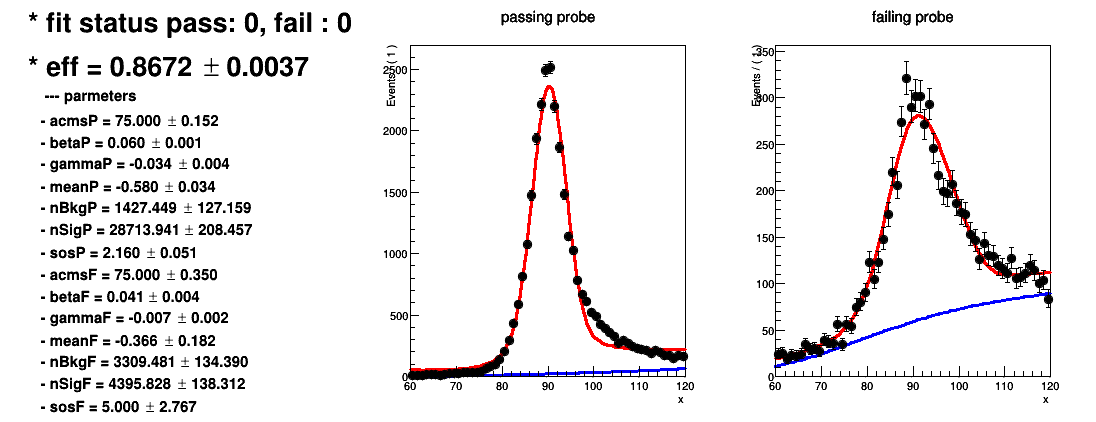 * fit status pass: 0, fail : 0
* eff = 0.8672 ± 0.0037
--- parmeters
- acmsP = 75.000 ± 0.152
- betaP = 0.060 ± 0.001
- gammaP = -0.034 ± 0.004
- meanP = -0.580 ± 0.034
- nBkgP = 1427.449 ± 127.159
- nSigP = 28713.941 ± 208.457
- sosP = 2.160 ± 0.051
- acmsF = 75.000 ± 0.350
- betaF = 0.041 ± 0.004
- gammaF = -0.007 ± 0.002
- meanF = -0.366 ± 0.182
- nBkgF = 3309.481 ± 134.390
- nSigF = 4395.828 ± 138.312
- sosF = 5.000 ± 2.767
passing probe
Events / ( 1 )
2500
2000
1500
1000
500
0
60 70 80 90 100 110 120
x
failing probe
Events / ( 1 )
350
300
250
200
150
100
50
0
60 70 80 90 100 110 120
x